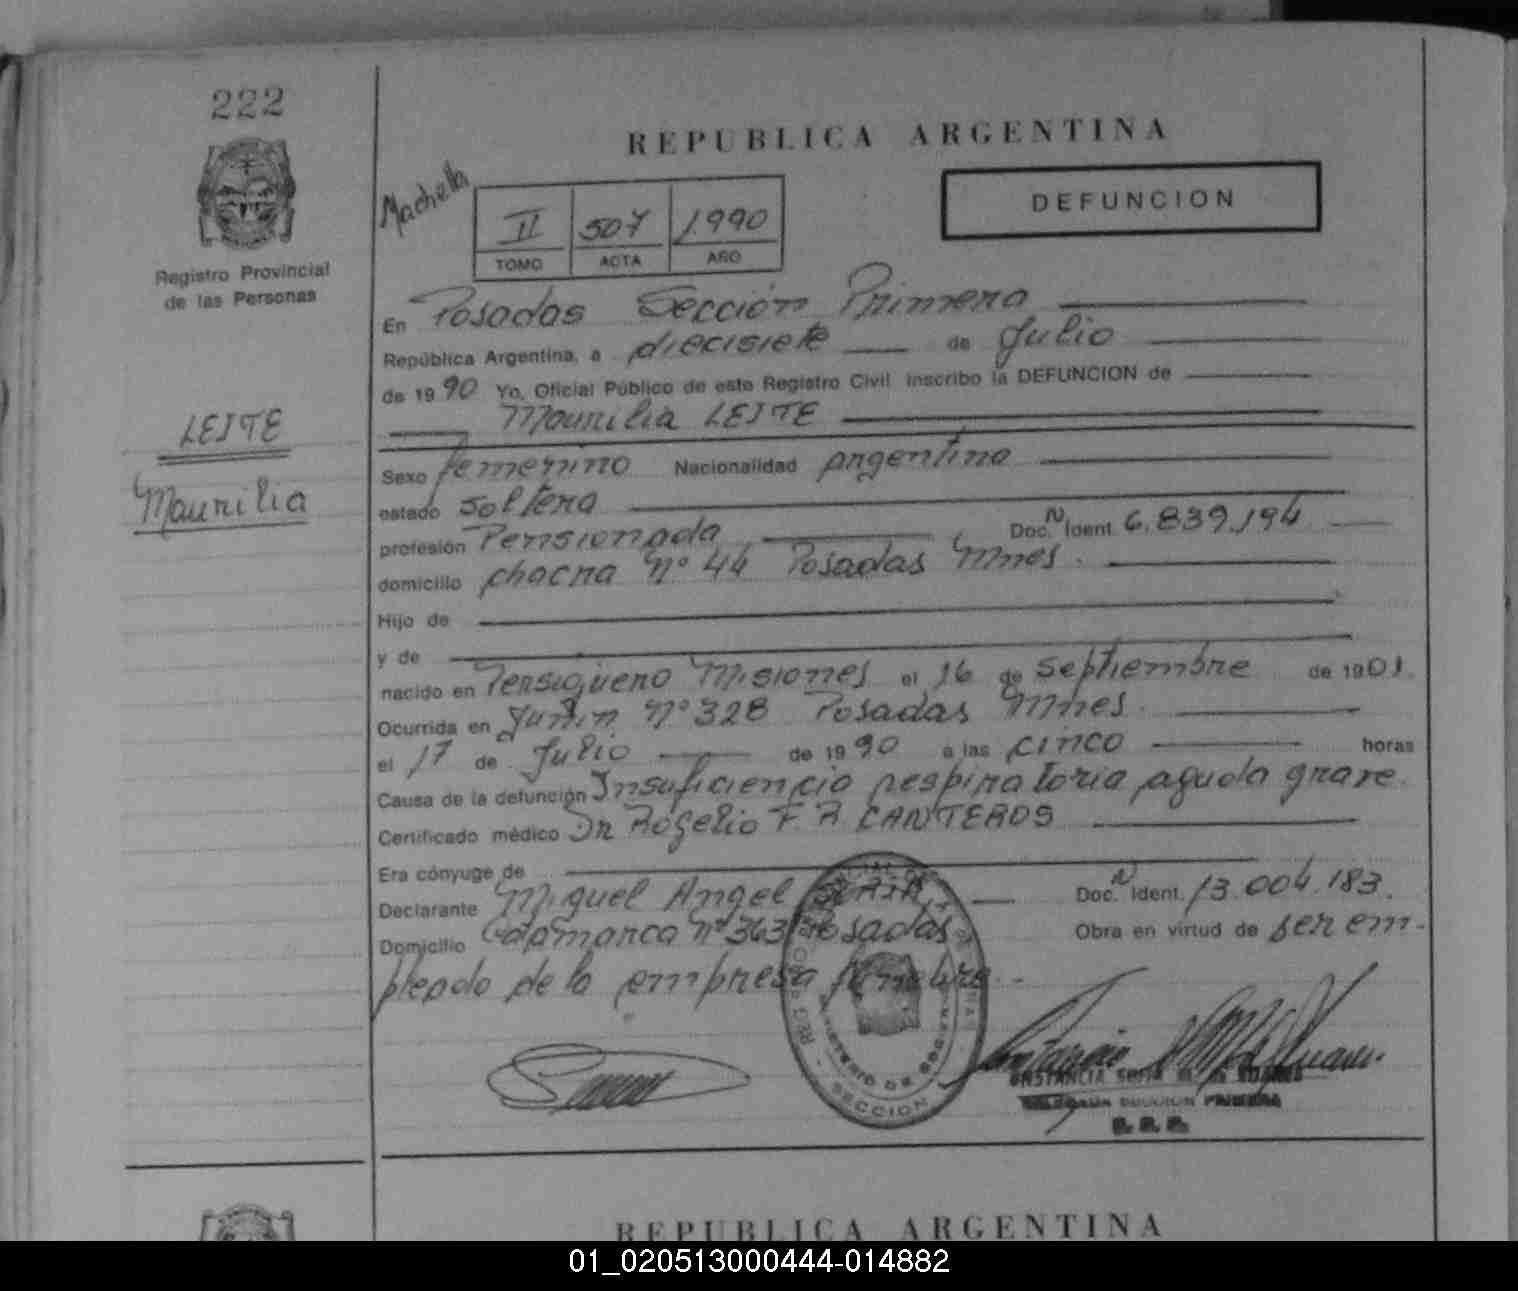 222
REPUBLICA ARGENTINA
Machella
II 507 1.990
TOMO ACTA AÑO
DEFUNCION
Registro Provincial
de las Personas
En Posadas Sección Primera
República Argentina, a diecisiete de Julio
de 1990 Yo, Oficial Público de este Registro Civil inscribo la DEFUNCION de
Maurilia LEITE
LEITE
Maurilia
Sexo femenino Nacionalidad argentina
estado soltera
profesión Pensionada Doc. N Ident. 6.839.194
domicilio chacra Nº 44 Posadas Mnes.
Hijo de
y de
nacido en Pensigueno Misiones el 16 de septiembre de 1901.
Ocurrida en Junin Nº 328 Posadas Mnes.
el 17 de Julio de 1990 a las cinco horas
Causa de la defunción Insuficiencia respiratoria aguda grave.
Certificado médico Dr Rogelio F. R. CANTEROS
Era cónyuge de
Declarante Miguel Angel Doc. N Ident. 13.004.183.
Domicilio Catamarca Nº 363 Posadas Obra en virtud de ser em-
pleado de la empresa funebre.-
SECCION
REPUBLICA ARGENTINA
01_020513000444-014882